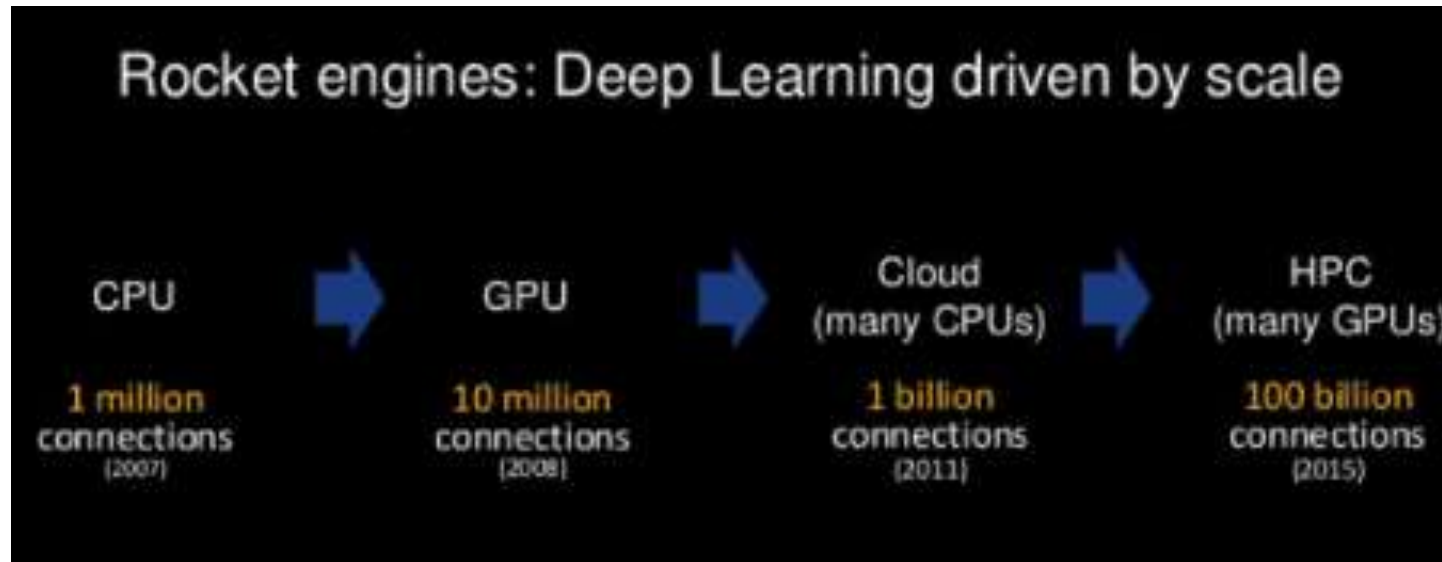 Rocket engines: Deep Learning driven by scale
CPU
1 million
connections
(2007)
GPU
10 million
connections
(2008)
Cloud
(many CPUs)
1 billion
connections
(2011)
HPC
(many GPUs)
100 billion
connections
(2015)